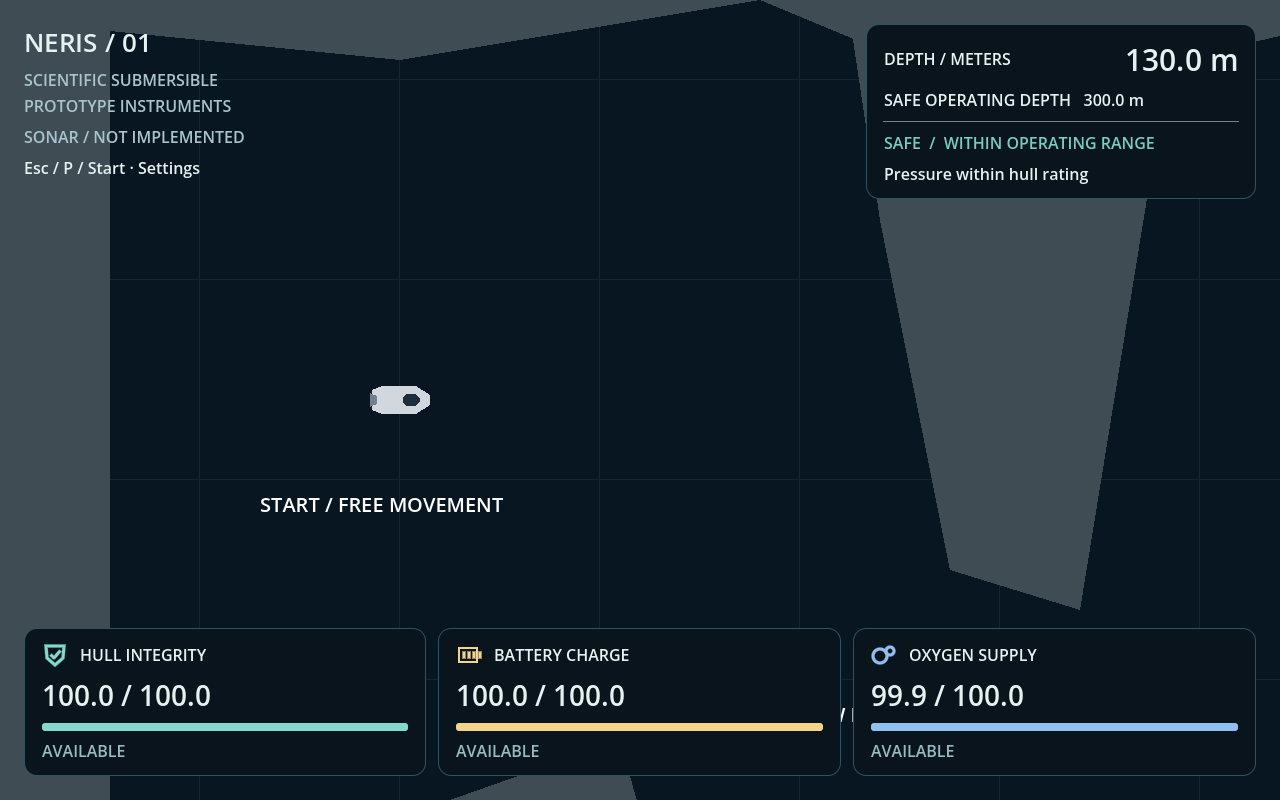 NERIS / 01
SCIENTIFIC SUBMERSIBLE
PROTOTYPE INSTRUMENTS
SONAR / NOT IMPLEMENTED
Esc / P / Start · Settings
DEPTH / METERS 130.0 m
SAFE OPERATING DEPTH 300.0 m
SAFE / WITHIN OPERATING RANGE
Pressure within hull rating
START / FREE MOVEMENT
HULL INTEGRITY
100.0 / 100.0
AVAILABLE
BATTERY CHARGE
100.0 / 100.0
AVAILABLE
OXYGEN SUPPLY
99.9 / 100.0
AVAILABLE